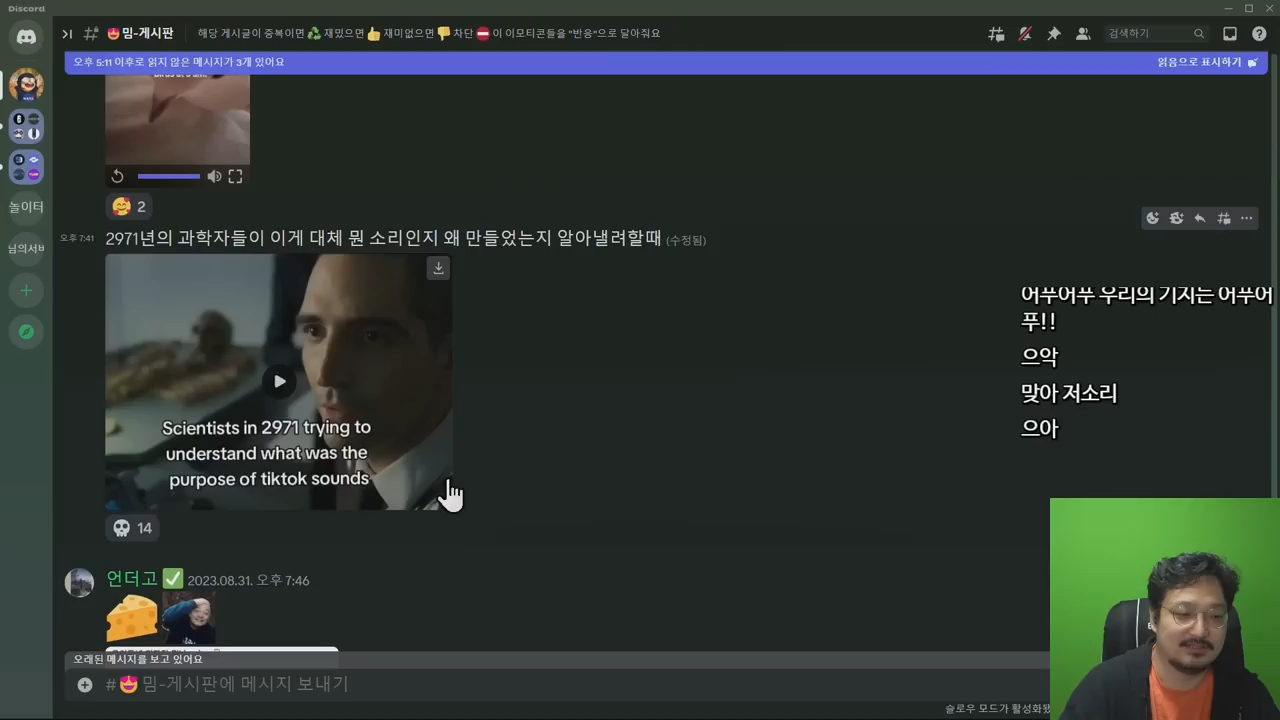 Discord
😍밈-게시판
해당 게시글이 중복이면♻️ 재밌으면👍 재미없으면👎 차단⛔ 이 이모티콘들을 "반응"으로 달아줘요
검색하기
오후 5:11 이후로 읽지 않은 메시지가 3개 있어요
읽음으로 표시하기
2
놀이터
님의서버
오후 7:41 2971년의 과학자들이 이게 대체 뭔 소리인지 왜 만들었는지 알아낼려할때 (수정됨)
Scientists in 2971 trying to
understand what was the
purpose of tiktok sounds
14
어푸어푸 우리의 기지는 어푸어
푸!!
으악
맞아 저소리
으아
언더고 ✅ 2023.08.31. 오후 7:46
오래된 메시지를 보고 있어요
#😍밈-게시판에 메시지 보내기
슬로우 모드가 활성화됐